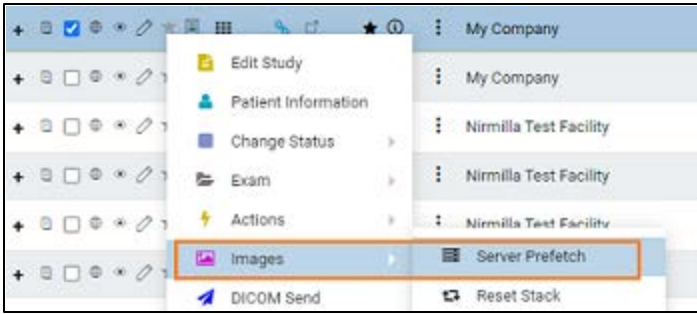 My Company
Edit Study
My Company
Patient Information
Change Status
Nirmilla Test Facility
Exam
Nirmilla Test Facility
Actions
Nirmilla Test Facility
Images
Server Prefetch
DICOM Send
Reset Stack